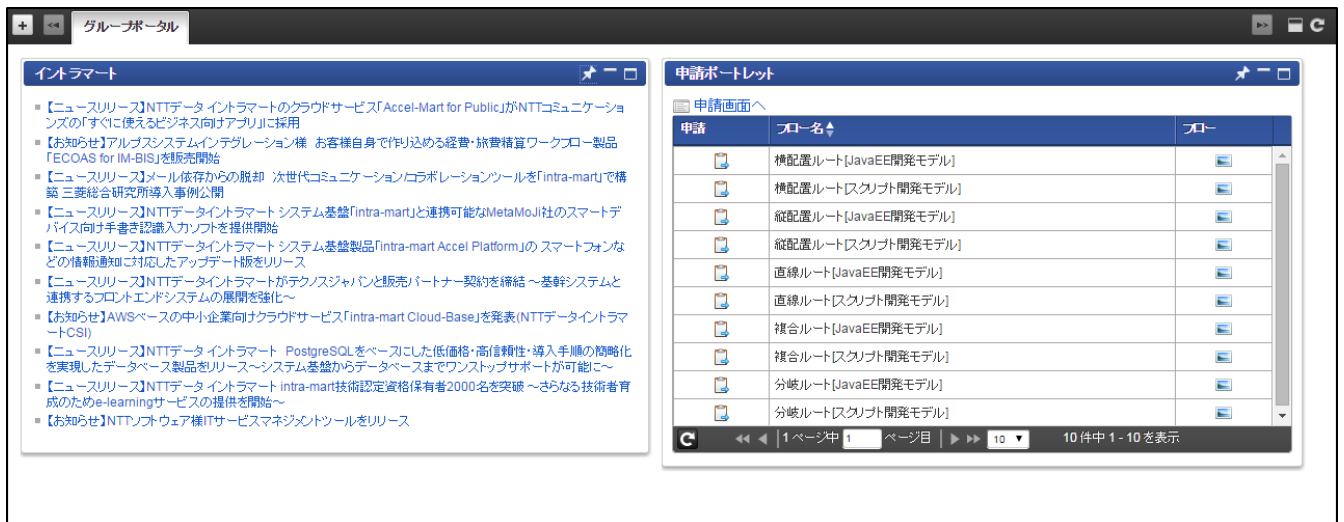 グループポータル
イントラマート
【ニュースリリース】NTTデータ イントラマートのクラウドサービス「Accel-Mart for Public」がNTTコミュニケーショ
ンズの「すぐに使えるビジネス向けアプリ」に採用
【お知らせ】アルプスシステムインテグレーション様 お客様自身で作り込める経費・旅費精算ワークフロー製品
「ECOAS for IM-BIS」を販売開始
【ニュースリリース】メール依存からの脱却 次世代コミュニケーション/コラボレーションツールを「intra-mart」で構
築 三菱総合研究所導入事例公開
【ニュースリリース】NTTデータイントラマート システム基盤「intra-mart」と連携可能なMetaMoJi社のスマートデ
バイス向け手書き認識入力ソフトを提供開始
【ニュースリリース】NTTデータイントラマート システム基盤製品「intra-mart Accel Platform」の スマートフォンな
どの情報通知に対応したアップデート版をリリース
【ニュースリリース】NTTデータイントラマートがテクノスジャパンと販売パートナー契約を締結 ～基幹システムと
連携するフロントエンドシステムの展開を強化～
【お知らせ】AWSベースの中小企業向けクラウドサービス「intra-mart Cloud-Base」を発表(NTTデータイントラマ
ートCSI)
【ニュースリリース】NTTデータ イントラマート PostgreSQLをベースにした低価格・高信頼性・導入手順の簡略化
を実現したデータベース製品をリリース～システム基盤からデータベースまでワンストップサポートが可能に～
【ニュースリリース】NTTデータ イントラマート intra-mart技術認定資格保有者2000名を突破 ～さらなる技術者育
成のためe-learningサービスの提供を開始～
【お知らせ】NTTソフトウェア様ITサービスマネジメントツールをリリース
申請ポートレット
申請画面へ
申請 フロー名 フロー
横配置ルート[JavaEE開発モデル]
横配置ルート[スクリプト開発モデル]
縦配置ルート[JavaEE開発モデル]
縦配置ルート[スクリプト開発モデル]
直線ルート[JavaEE開発モデル]
直線ルート[スクリプト開発モデル]
複合ルート[JavaEE開発モデル]
複合ルート[スクリプト開発モデル]
分岐ルート[JavaEE開発モデル]
分岐ルート[スクリプト開発モデル]
1 ページ中 1 ページ目 10 10 件中 1 - 10 を表示